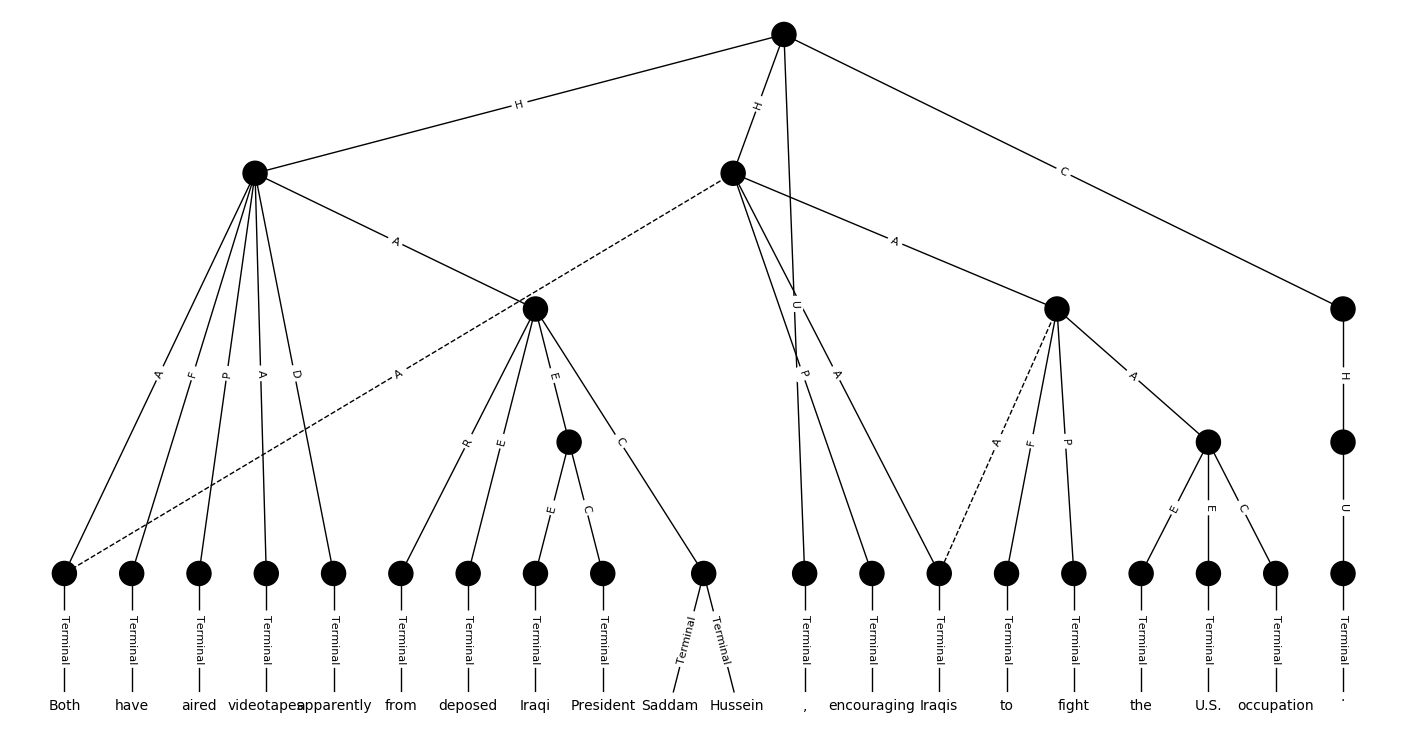 H H C
A A
U
A F P A D A P A A H
E
R E C A F P
E C E E C U
Terminal Terminal Terminal Terminal Terminal Terminal Terminal Terminal Terminal Terminal Terminal Terminal Terminal Terminal Terminal Terminal Terminal Terminal Terminal Terminal
Both have aired videotapes apparently from deposed Iraqi President Saddam Hussein , encouraging Iraqis to fight the U.S. occupation .